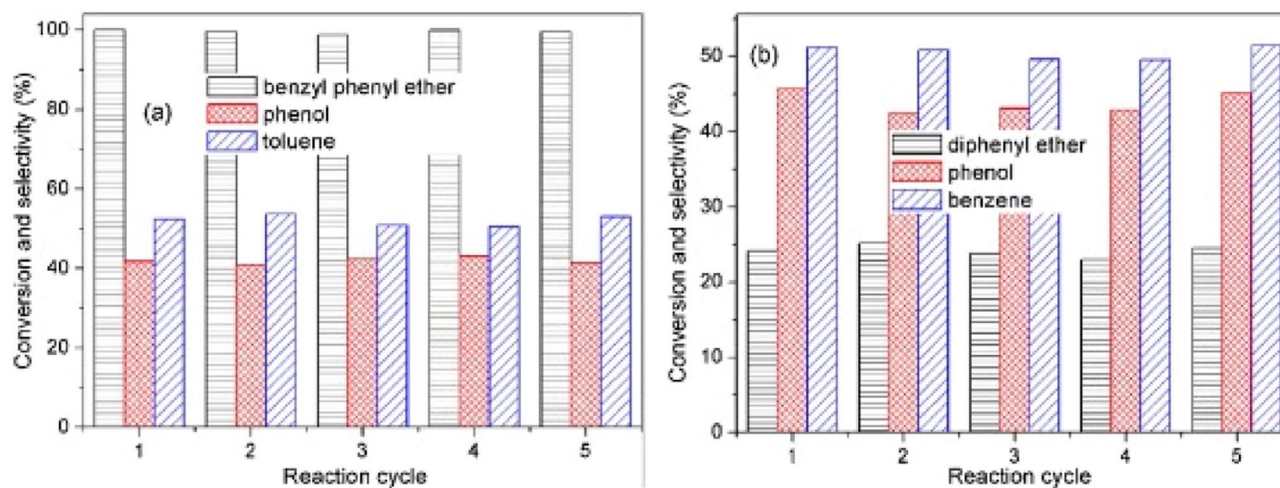 100
80
60
40
20
0
Conversion and selectivity (%)
(a)
benzyl phenyl ether
phenol
toluene
1 2 3 4 5
Reaction cycle
50
40
30
20
10
0
Conversion and selectivity (%)
(b)
diphenyl ether
phenol
benzene
1 2 3 4 5
Reaction cycle